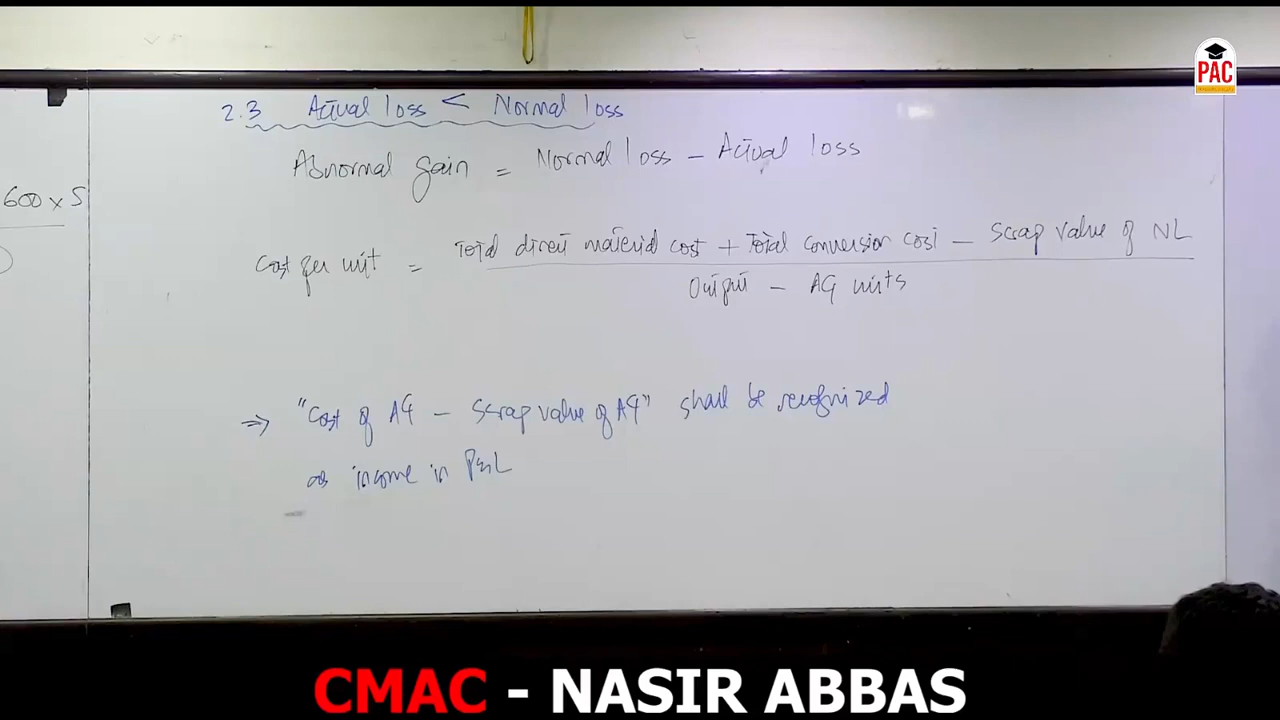 PAC
2.3 Actual loss < Normal loss
Abnormal gain = Normal loss - Actual loss
600 x 5
Cost per unit = Total direct material cost + Total conversion cost - Scrap value of NL
Output - AG units
⇒ "Cost of AG - Scrap value of AG" shall be recognized
as income in P&L
CMAC - NASIR ABBAS